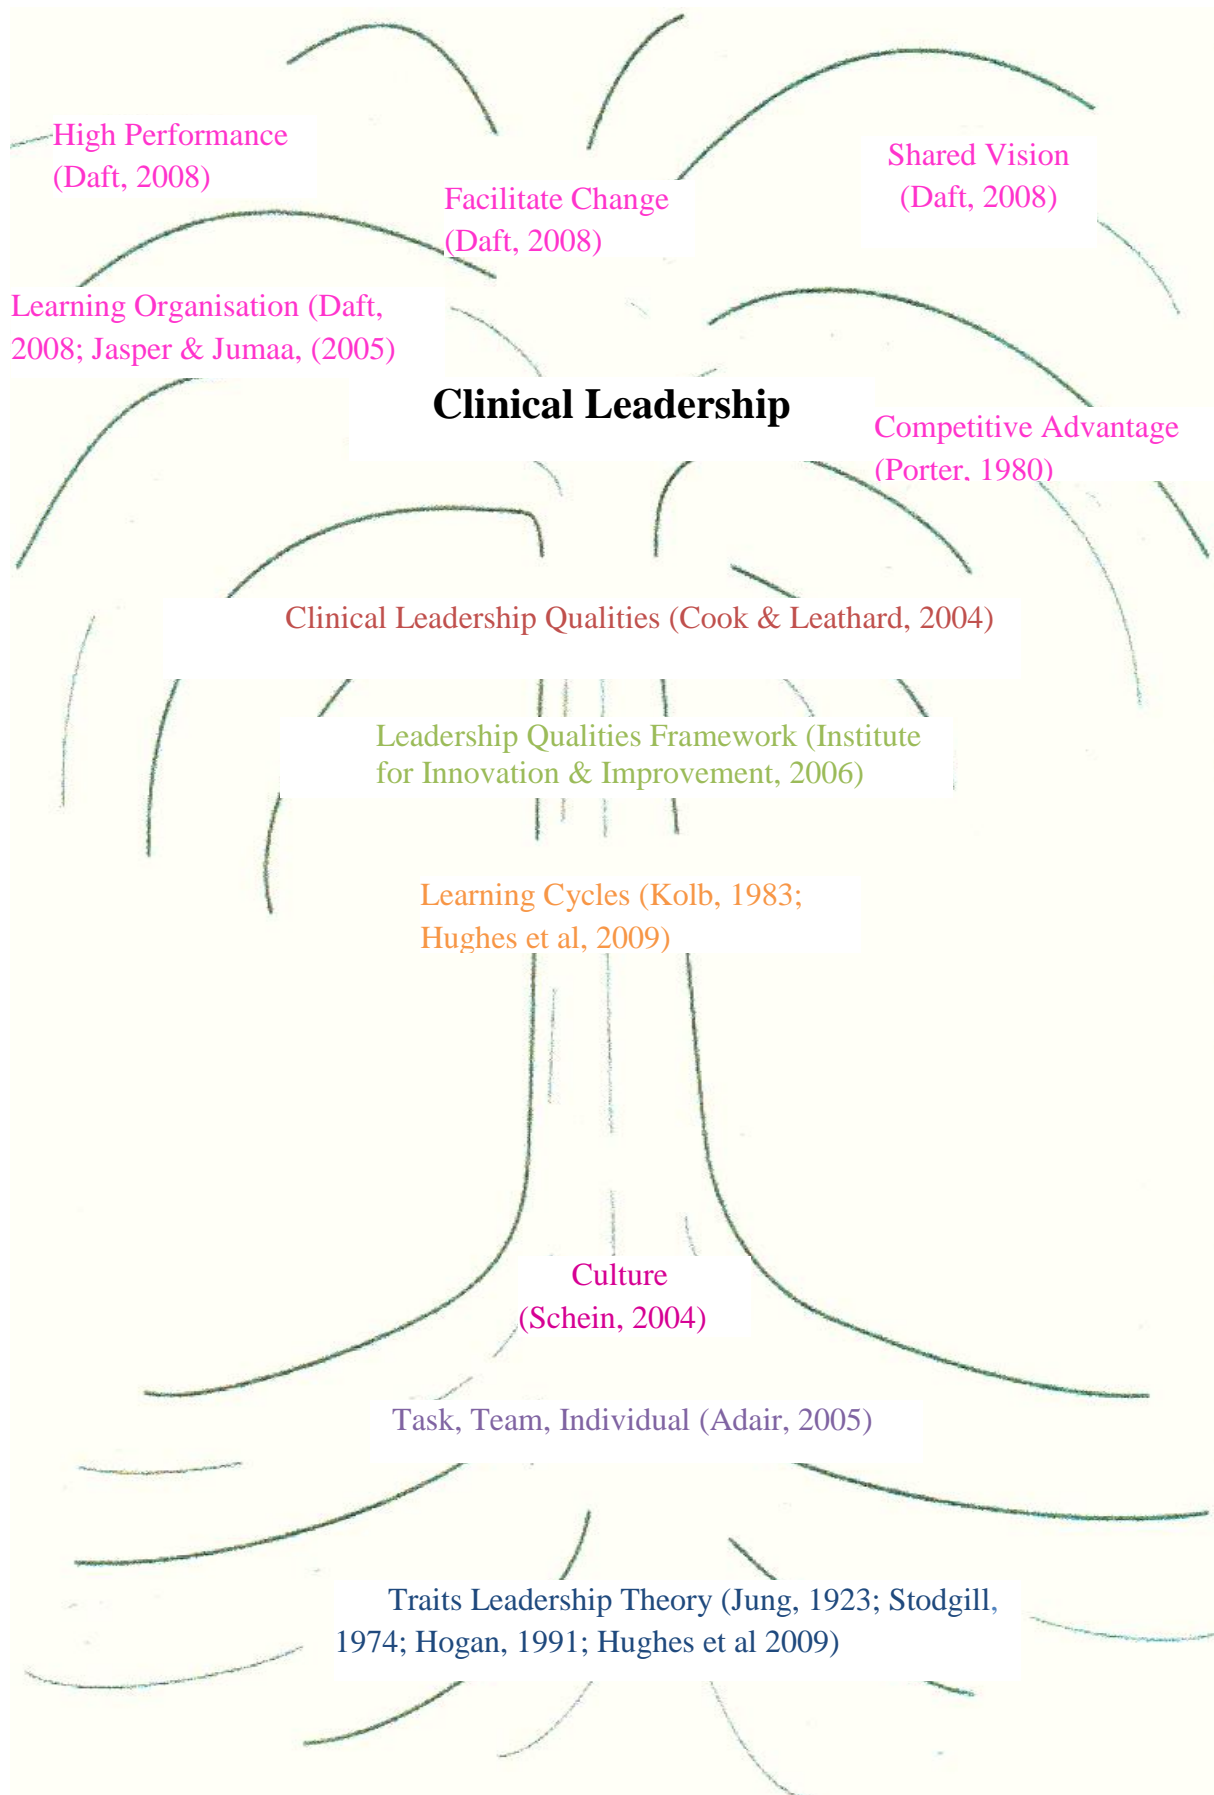 High Performance
(Daft, 2008)
Shared Vision
(Daft, 2008)
Facilitate Change
(Daft, 2008)
Learning Organisation (Daft,
2008; Jasper & Jumaa, (2005)
Clinical Leadership
Competitive Advantage
(Porter, 1980)
Clinical Leadership Qualities (Cook & Leathard, 2004)
Leadership Qualities Framework (Institute
for Innovation & Improvement, 2006)
Learning Cycles (Kolb, 1983;
Hughes et al, 2009)
Culture
(Schein, 2004)
Task, Team, Individual (Adair, 2005)
Traits Leadership Theory (Jung, 1923; Stodgill,
1974; Hogan, 1991; Hughes et al 2009)